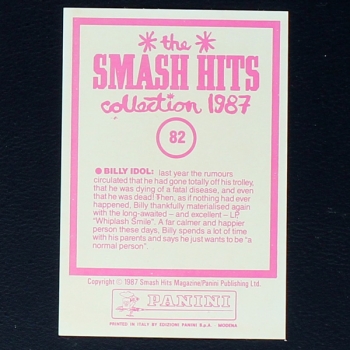 the
SMASH HITS
collection 1987
82
● BILLY IDOL: last year the rumours
circulated that he had gone totally off his trolley,
that he was dying of a fatal disease, and even
that he was dead! Then, as if nothing had ever
happened, Billy thankfully materialised again
with the long-awaited – and excellent – LP
"Whiplash Smile". A far calmer and happier
person these days, Billy spends a lot of time
with his parents and says he just wants to be "a
normal person".
Copyright © 1987 Smash Hits Magazine/Panini Publishing Ltd.
PANINI
PRINTED IN ITALY BY EDIZIONI PANINI S.p.A. - MODENA